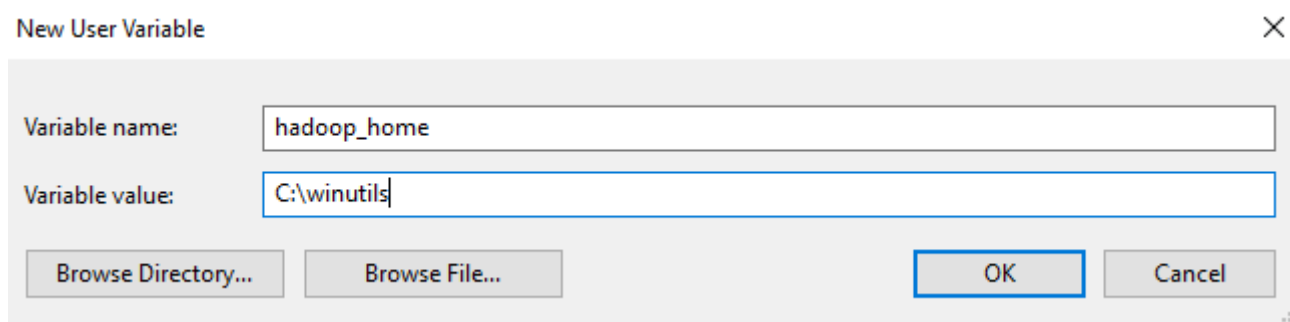 New User Variable
Variable name: hadoop_home
Variable value: C:\winutils
Browse Directory... Browse File... OK Cancel